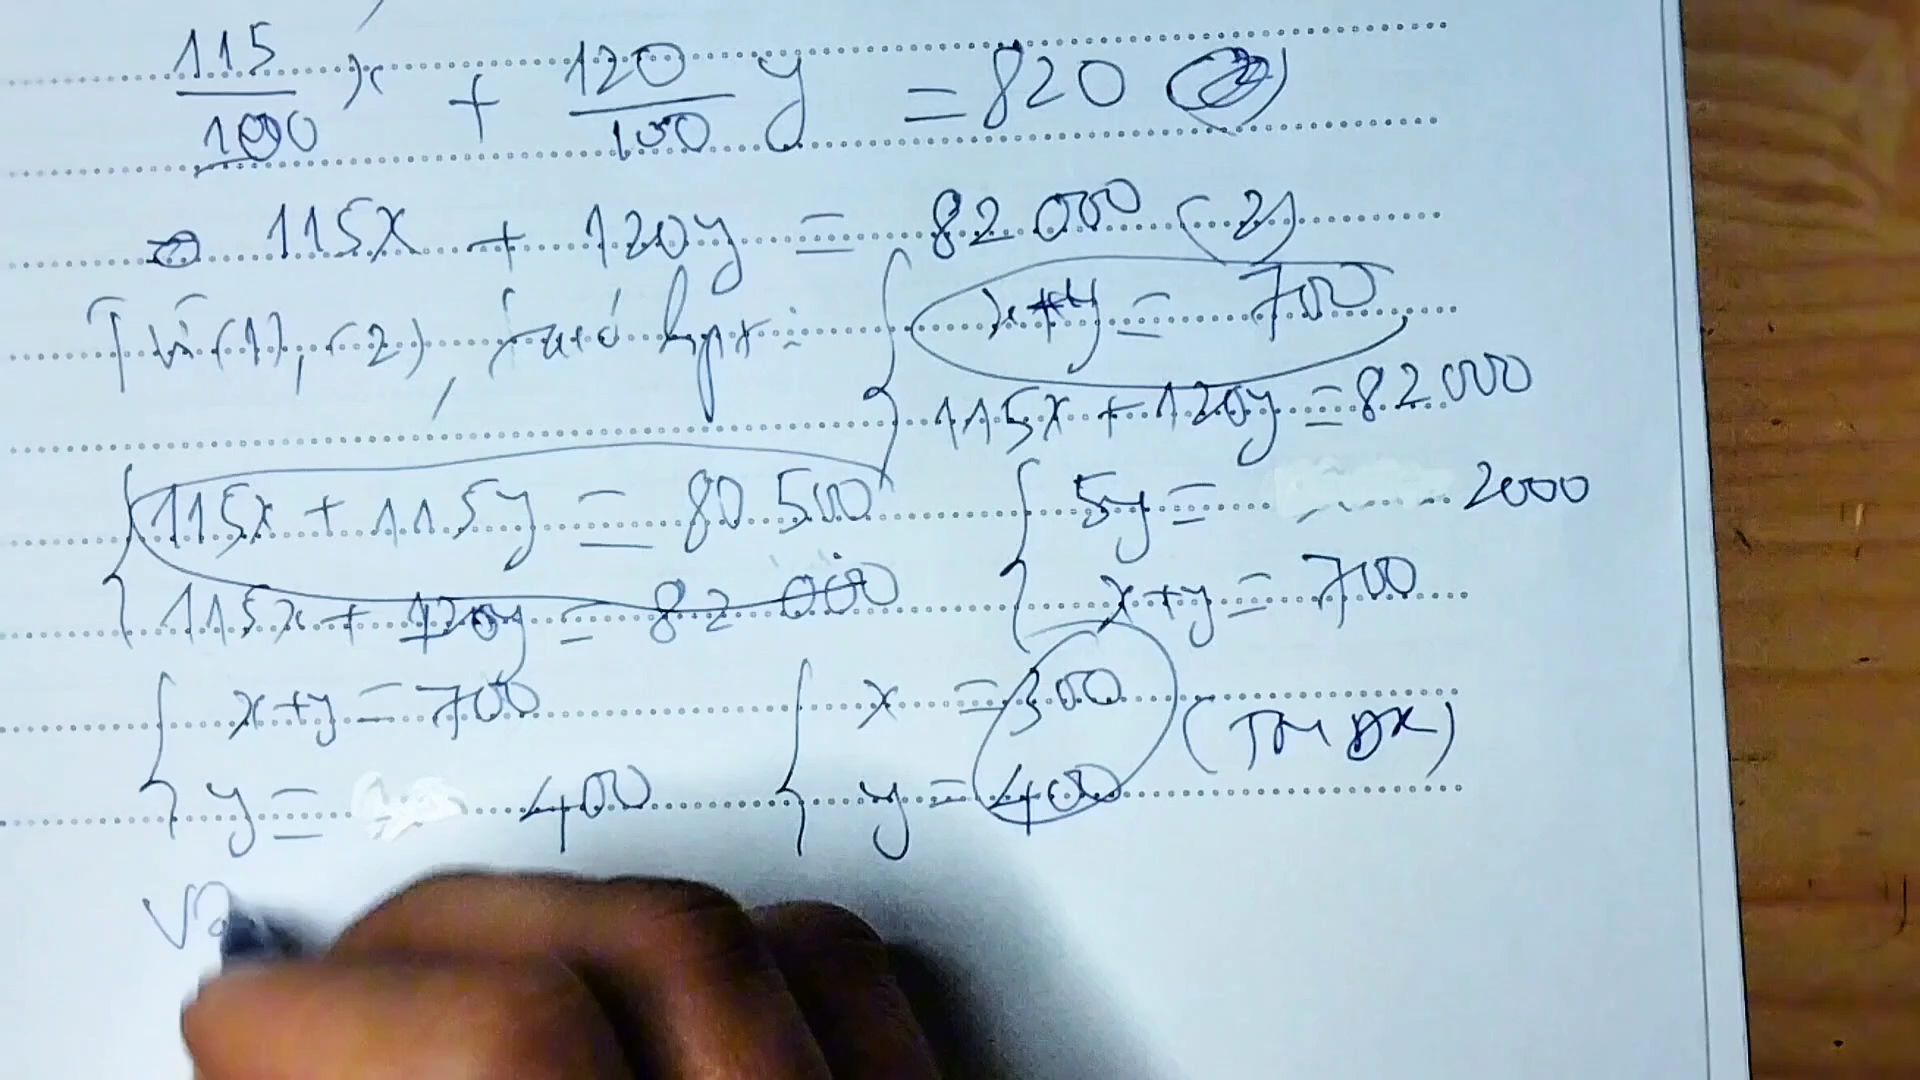 115/100 x + 120/100 y = 820 (2)
⇔ 115x + 120y = 82 000 (2)
Từ (1), (2), ta có hpt: { x+y = 700
115x + 120y = 82 000
{ 115x + 115y = 80 500 { 5y = 2000
115x + 120y = 82 000 x+y = 700
{ x+y = 700 { x = 300 (TMĐK)
y = 400 y = 400
Vậ